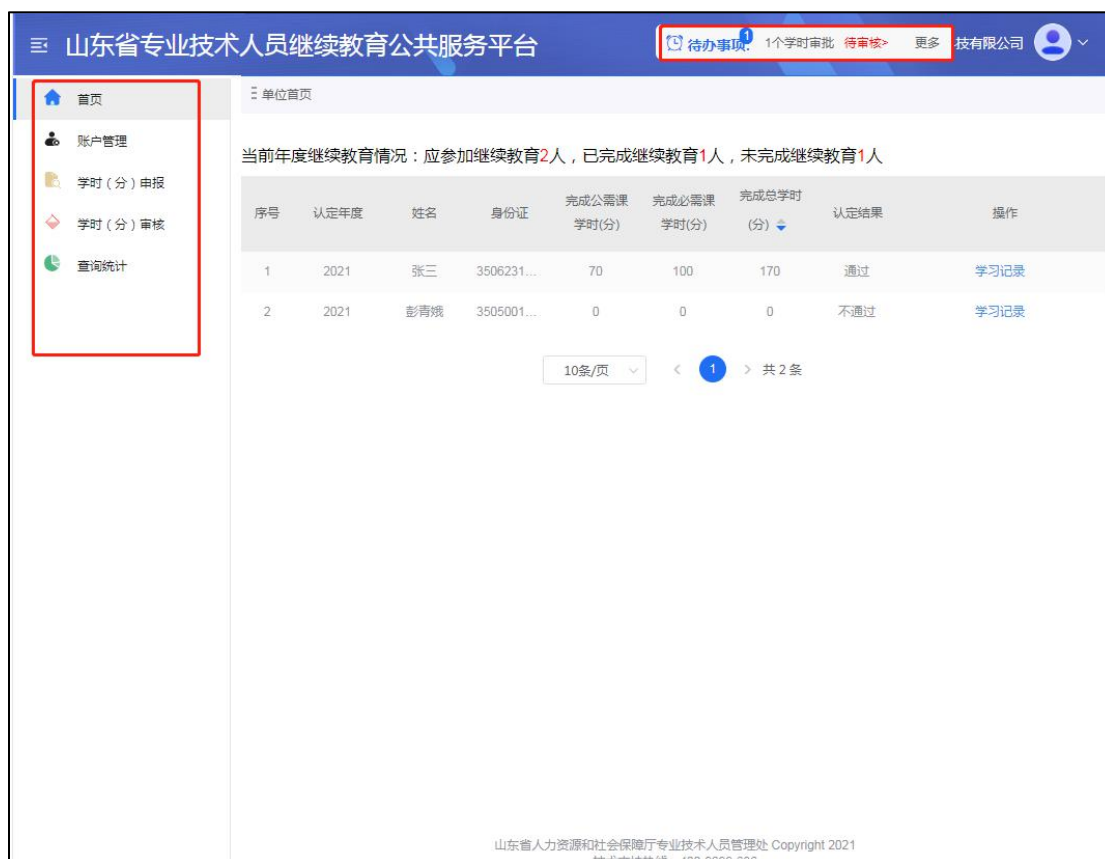 山东省专业技术人员继续教育公共服务平台
待办事项: 1 1个学时审批 待审核> 更多 技有限公司
首页
账户管理
学时（分）申报
学时（分）审核
查询统计
单位首页
当前年度继续教育情况：应参加继续教育2人，已完成继续教育1人，未完成继续教育1人
序号 认定年度 姓名 身份证 完成公需课学时(分) 完成必需课学时(分) 完成总学时(分) 认定结果 操作
1 2021 张三 3506231... 70 100 170 通过 学习记录
2 2021 彭青娥 3505001... 0 0 0 不通过 学习记录
10条/页 < 1 > 共 2 条
山东省人力资源和社会保障厅专业技术人员管理处 Copyright 2021